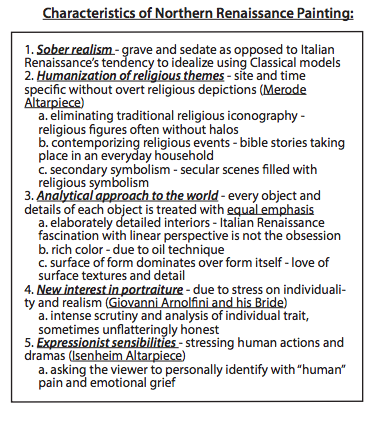 Characteristics of Northern Renaissance Painting:
1. Sober realism - grave and sedate as opposed to Italian
Renaissance's tendency to idealize using Classical models
2. Humanization of religious themes - site and time
specific without overt religious depictions (Merode
Altarpiece)
a. eliminating traditional religious iconography -
religious figures often without halos
b. contemporizing religious events - bible stories taking
place in an everyday household
c. secondary symbolism - secular scenes filled with
religious symbolism
3. Analytical approach to the world - every object and
details of each object is treated with equal emphasis
a. elaborately detailed interiors - Italian Renaissance
fascination with linear perspective is not the obsession
b. rich color - due to oil technique
c. surface of form dominates over form itself - love of
surface textures and detail
4. New interest in portraiture - due to stress on individuali-
ty and realism (Giovanni Arnolfini and his Bride)
a. intense scrutiny and analysis of individual trait,
sometimes unflatteringly honest
5. Expressionist sensibilities - stressing human actions and
dramas (Isenheim Altarpiece)
a. asking the viewer to personally identify with "human"
pain and emotional grief